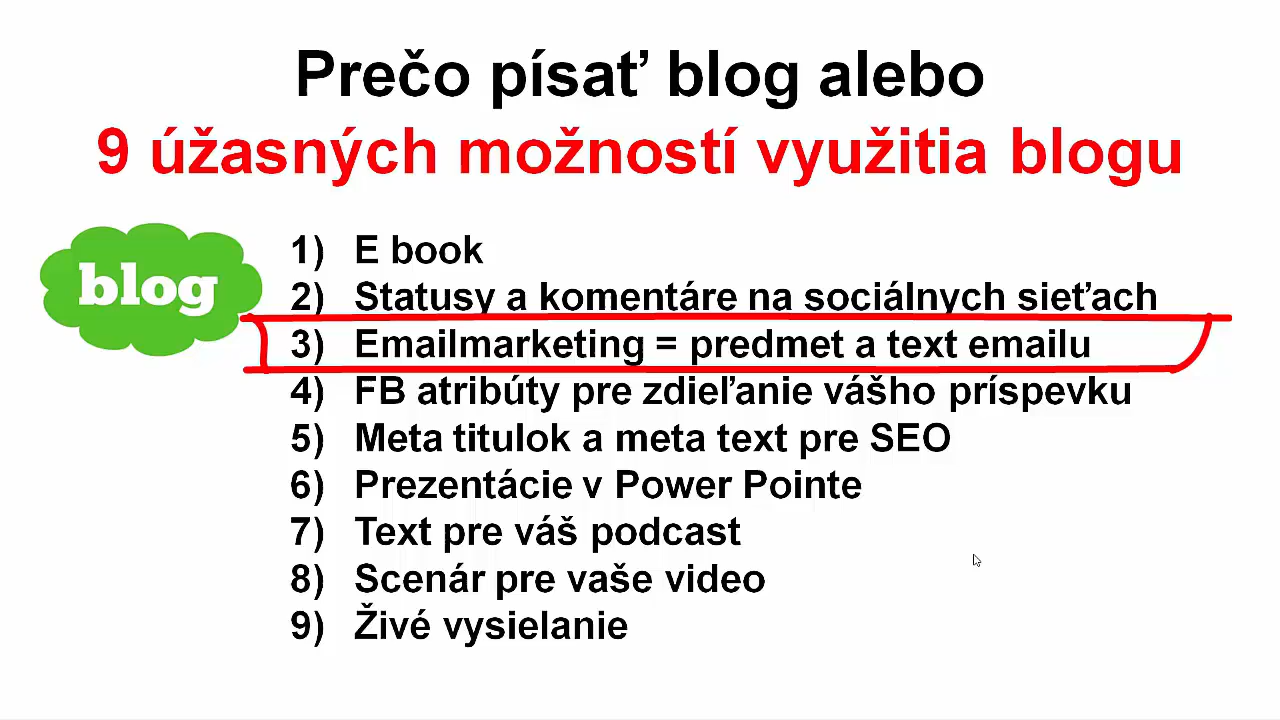 Prečo písať blog alebo
9 úžasných možností využitia blogu
blog
1) E book
2) Statusy a komentáre na sociálnych sieťach
3) Emailmarketing = predmet a text emailu
4) FB atribúty pre zdieľanie vášho príspevku
5) Meta titulok a meta text pre SEO
6) Prezentácie v Power Pointe
7) Text pre váš podcast
8) Scenár pre vaše video
9) Živé vysielanie